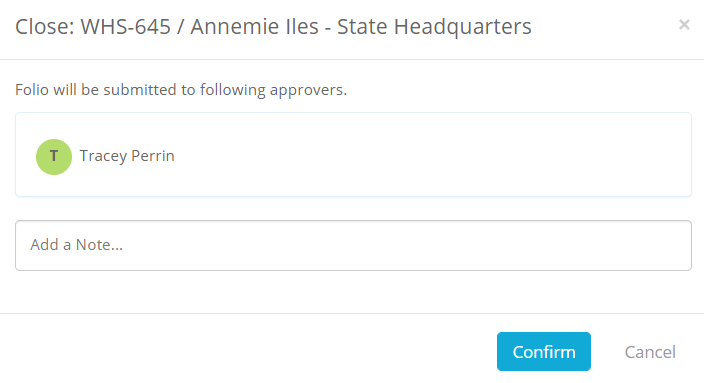 Close: WHS-645 / Annemie Iles - State Headquarters ×
Folio will be submitted to following approvers.
T Tracey Perrin
Add a Note...
Confirm Cancel